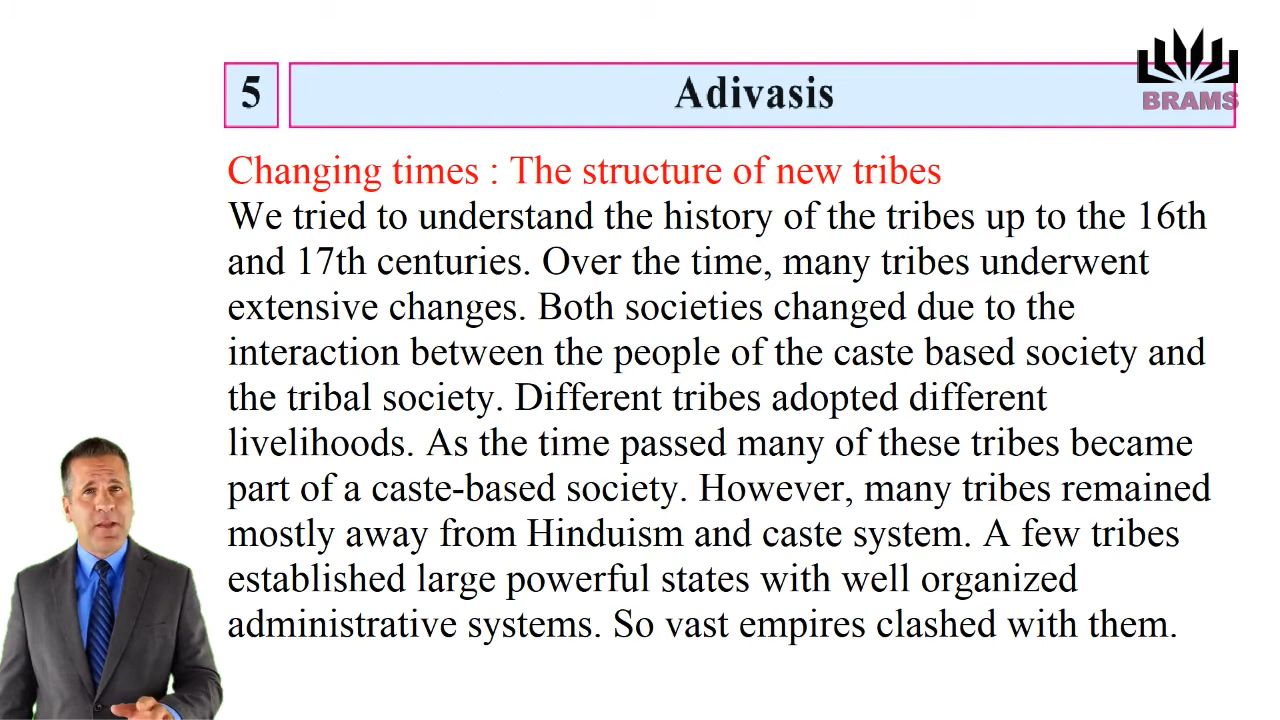 5
Adivasis
BRAMS
Changing times : The structure of new tribes
We tried to understand the history of the tribes up to the 16th
and 17th centuries. Over the time, many tribes underwent
extensive changes. Both societies changed due to the
interaction between the people of the caste based society and
the tribal society. Different tribes adopted different
livelihoods. As the time passed many of these tribes became
part of a caste-based society. However, many tribes remained
mostly away from Hinduism and caste system. A few tribes
established large powerful states with well organized
administrative systems. So vast empires clashed with them.